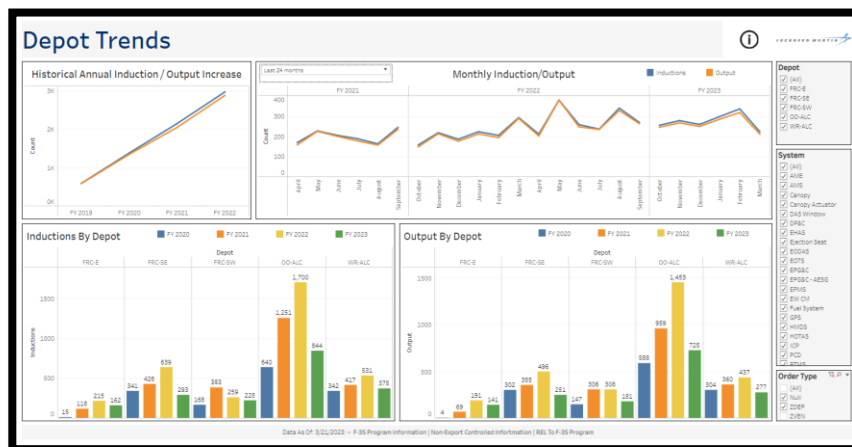 Depot Trends
LOCKHEED MARTIN
Historical Annual Induction / Output Increase
3K
2K
1K
0K
Count
FY 2019 FY 2020 FY 2021 FY 2022
Last 24 months
Monthly Induction/Output
Inductions Output
FY 2021 FY 2022 FY 2023
400
300
200
100
0
Count
April May June July August September October November December January February March April May June July August September October November December January February March
Depot
(All)
FRC-E
FRC-SE
FRC-SW
OO-ALC
WR-ALC
System
(All)
AME
AMS
Canopy
Canopy Actuator
DAS Window
DP&C
EHAS
Ejection Seat
EODAS
EOTS
EPG&C
EPG&C - AESG
EPMS
EW CM
Fuel System
GPS
HMDS
HOTAS
ICP
PCD
Order Type
(All)
Null
ZDEP
ZVEN
Inductions By Depot
FY 2020 FY 2021 FY 2022 FY 2023
Depot
FRC-E FRC-SE FRC-SW OO-ALC WR-ALC
1500
1000
500
0
Inductions
15 118 215 162
341 428 639 293
168 383 259 225
640 1,251 1,700 844
342 417 531 375
Output By Depot
FY 2020 FY 2021 FY 2022 FY 2023
Depot
FRC-E FRC-SE FRC-SW OO-ALC WR-ALC
1500
1000
500
0
Output
4 69 191 141
302 355 495 251
147 306 306 181
588 959 1,453 725
304 360 437 277
Data As Of: 3/21/2023 -- F-35 Program Information | Non-Export Controlled Information | REL To F-35 Program